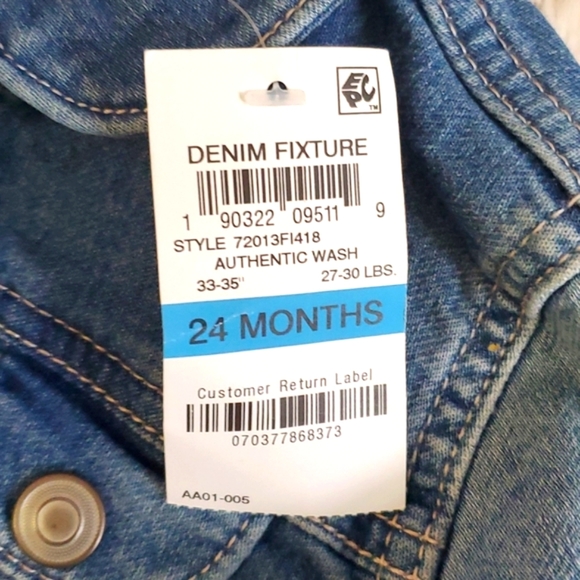 EPC™
DENIM FIXTURE
1 90322 09511 9
STYLE 72013FI418
AUTHENTIC WASH
33-35" 27-30 LBS.
24 MONTHS
Customer Return Label
070377868373
AA01-005